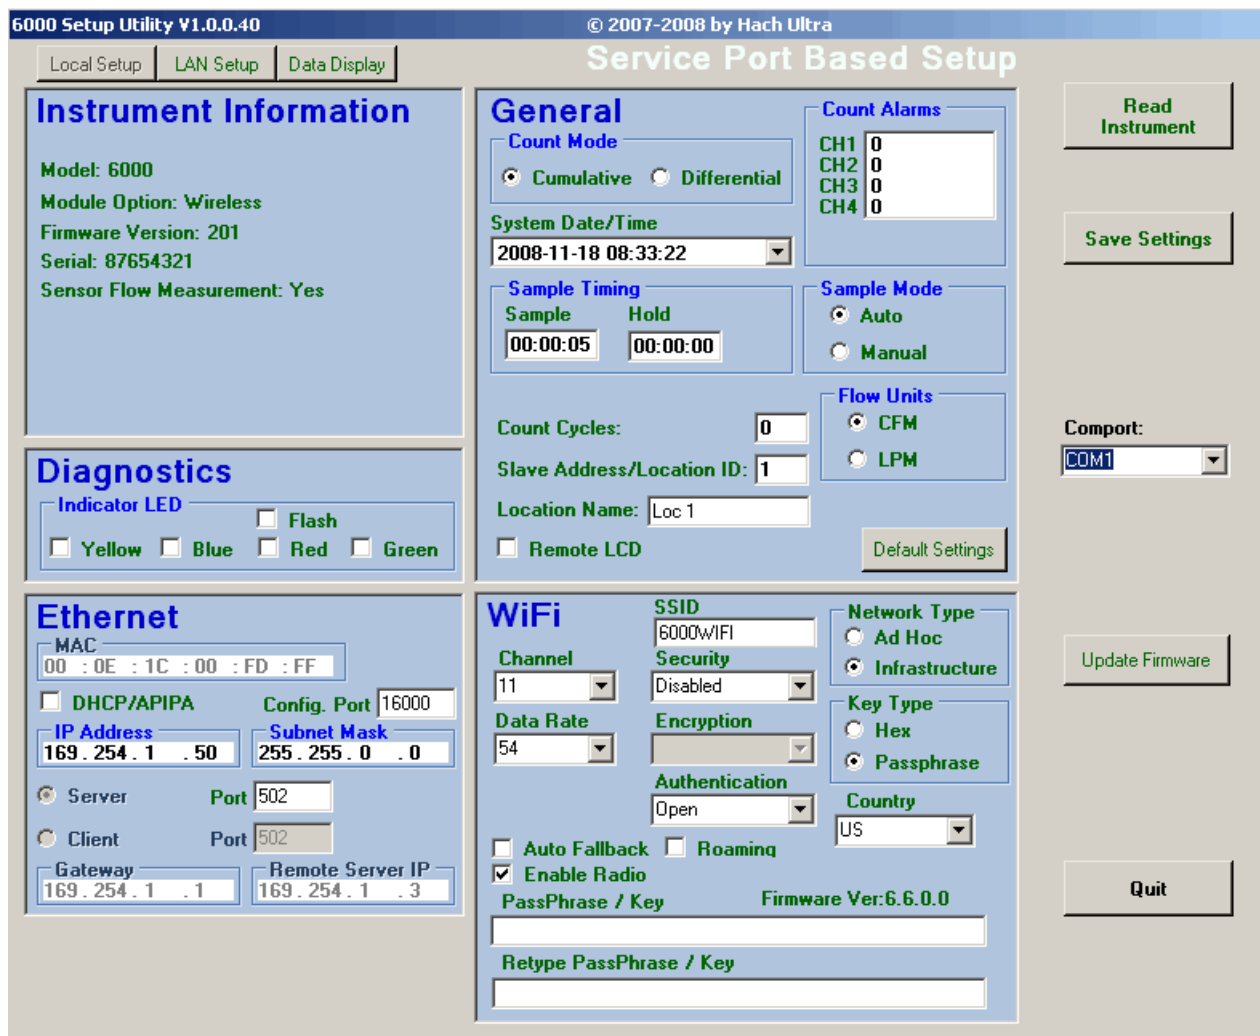 6000 Setup Utility V1.0.0.40 © 2007-2008 by Hach Ultra
Local Setup LAN Setup Data Display
Service Port Based Setup
Instrument Information
Model: 6000
Module Option: Wireless
Firmware Version: 201
Serial: 87654321
Sensor Flow Measurement: Yes
Diagnostics
Indicator LED
Flash
Yellow Blue Red Green
Ethernet
MAC
00 : 0E : 1C : 00 : FD : FF
DHCP/APIPA Config. Port 16000
IP Address Subnet Mask
169 . 254 . 1 . 50 255 . 255 . 0 . 0
Server Port 502
Client Port 502
Gateway Remote Server IP
169 . 254 . 1 . 1 169 . 254 . 1 . 3
General
Count Mode
Cumulative Differential
System Date/Time
2008-11-18 08:33:22
Count Alarms
CH1 0
CH2 0
CH3 0
CH4 0
Sample Timing
Sample Hold
00:00:05 00:00:00
Sample Mode
Auto
Manual
Count Cycles: 0
Slave Address/Location ID: 1
Location Name: Loc 1
Remote LCD
Flow Units
CFM
LPM
Default Settings
WiFi
SSID
6000WIFI
Channel
11
Security
Disabled
Data Rate
54
Encryption
Authentication
Open
Network Type
Ad Hoc
Infrastructure
Key Type
Hex
Passphrase
Country
US
Auto Fallback Roaming
Enable Radio
PassPhrase / Key Firmware Ver:6.6.0.0
Retype PassPhrase / Key
Read
Instrument
Save Settings
Comport:
COM1
Update Firmware
Quit